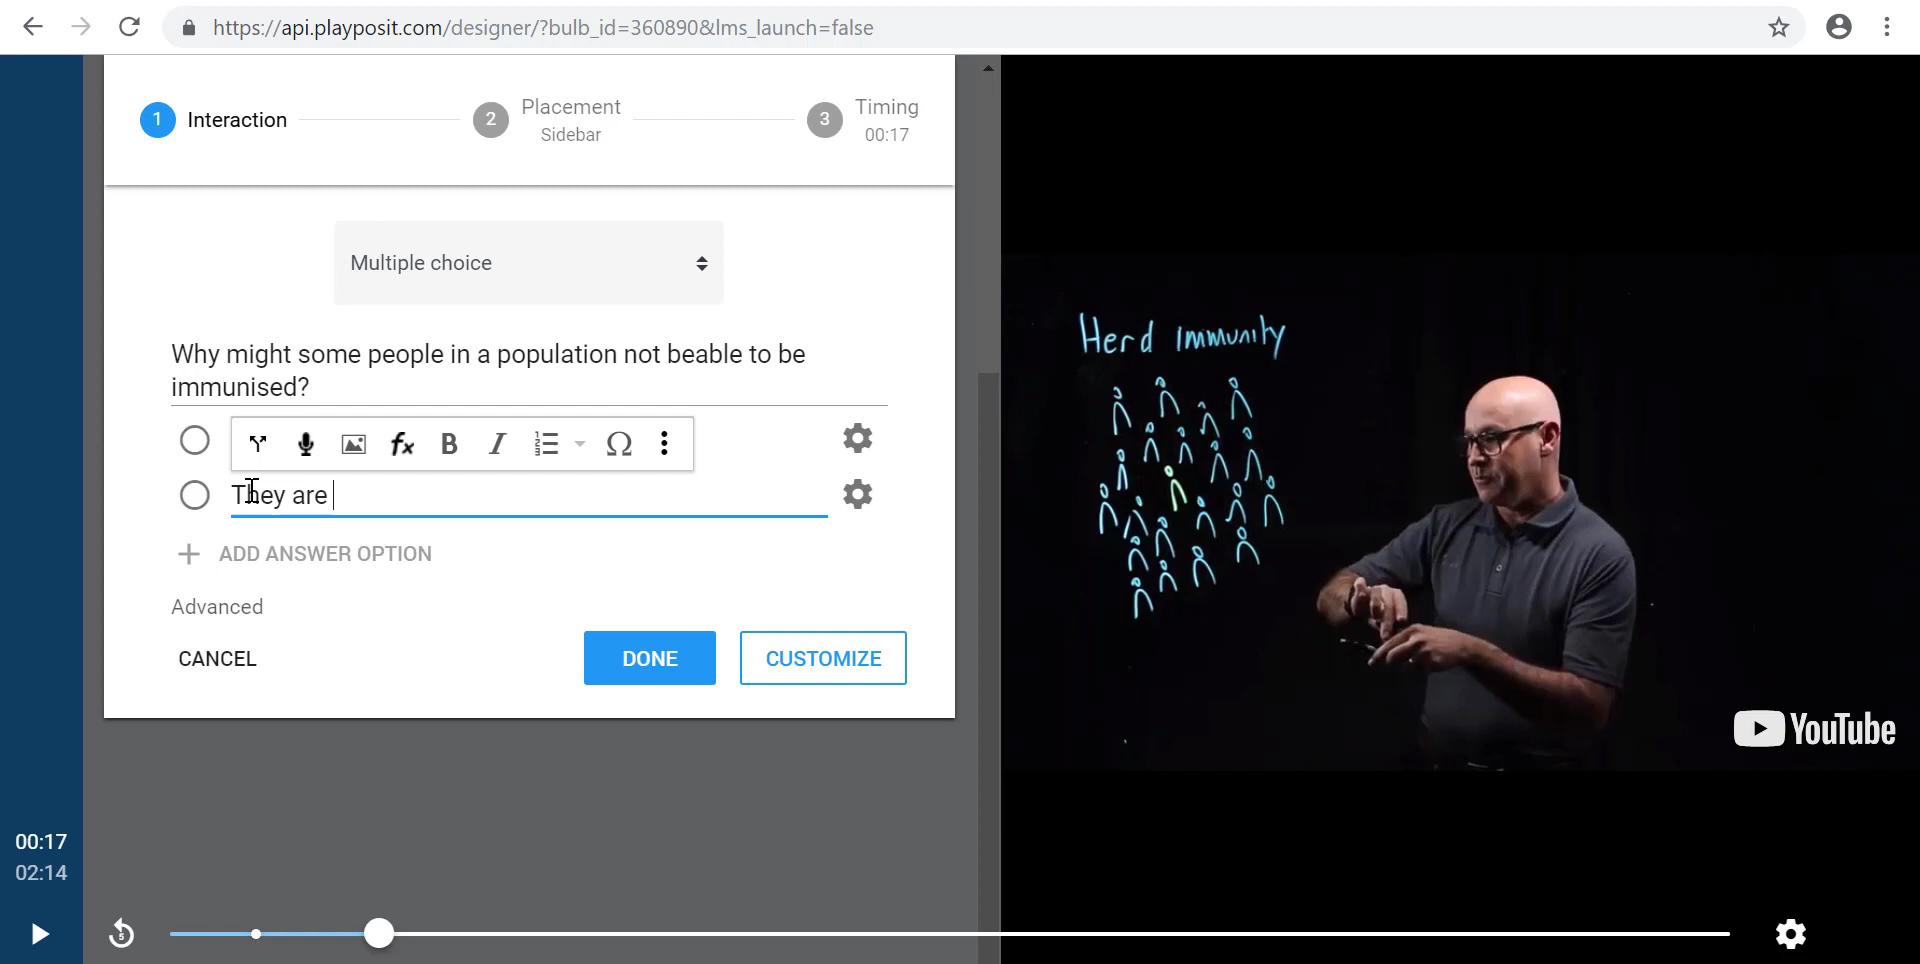 https://api.playposit.com/designer/?bulb_id=360890&lms_launch=false
1 Interaction
2 Placement
Sidebar
3 Timing
00:17
Multiple choice
Why might some people in a population not beable to be
immunised?
fx B I Ω
They are
+ ADD ANSWER OPTION
Advanced
CANCEL DONE CUSTOMIZE
Herd immunity
YouTube
00:17
02:14
5